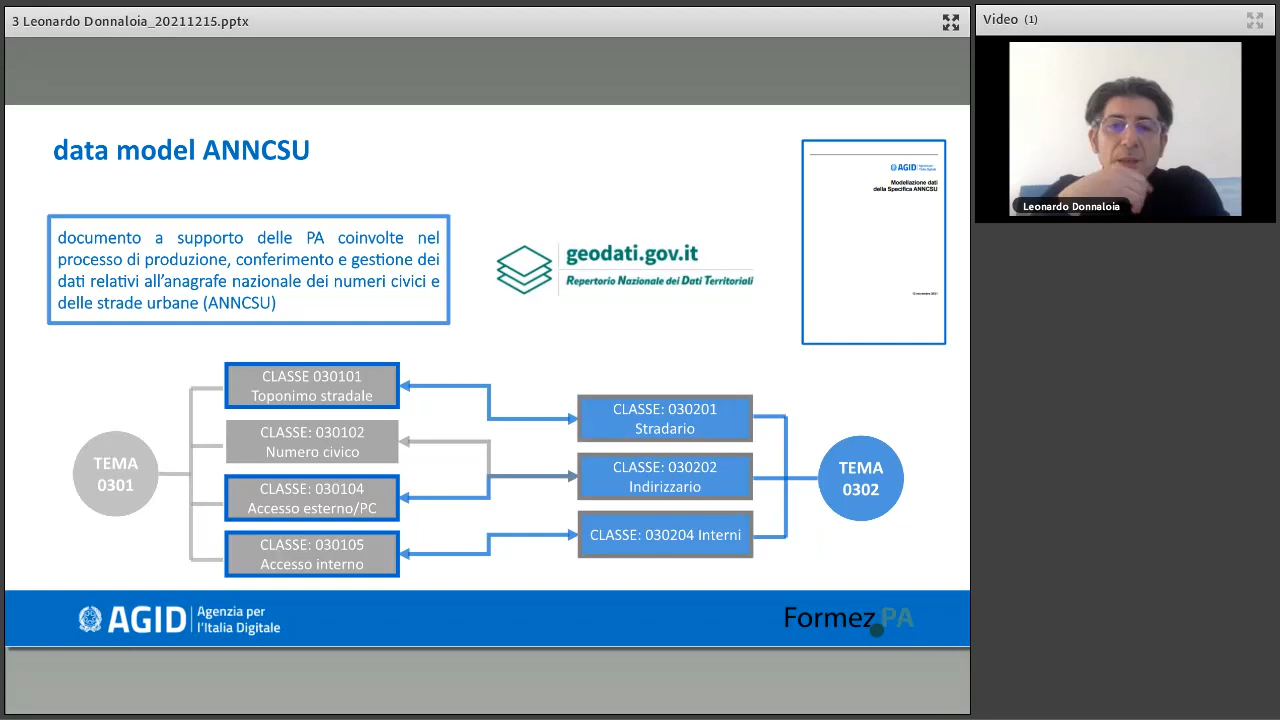 3 Leonardo Donnaloia_20211215.pptx
Video (1)
Leonardo Donnaloia
data model ANNCSU
documento a supporto delle PA coinvolte nel
processo di produzione, conferimento e gestione dei
dati relativi all'anagrafe nazionale dei numeri civici e
delle strade urbane (ANNCSU)
geodati.gov.it
Repertorio Nazionale dei Dati Territoriali
AGID
Modellazione dati
della Specifica ANNCSU
TEMA
0301
CLASSE 030101
Toponimo stradale
CLASSE: 030102
Numero civico
CLASSE: 030104
Accesso esterno/PC
CLASSE: 030105
Accesso interno
CLASSE: 030201
Stradario
CLASSE: 030202
Indirizzario
CLASSE: 030204 Interni
TEMA
0302
AGID
Agenzia per
l'Italia Digitale
Formez PA